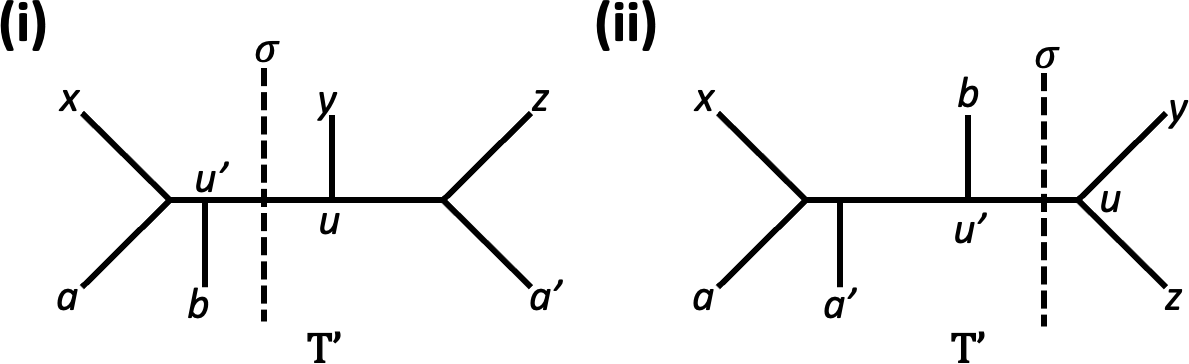 (i) (ii)
σ σ
x y z x b y
u′ u
u u′
a b a′ a a′ z
T′ T′